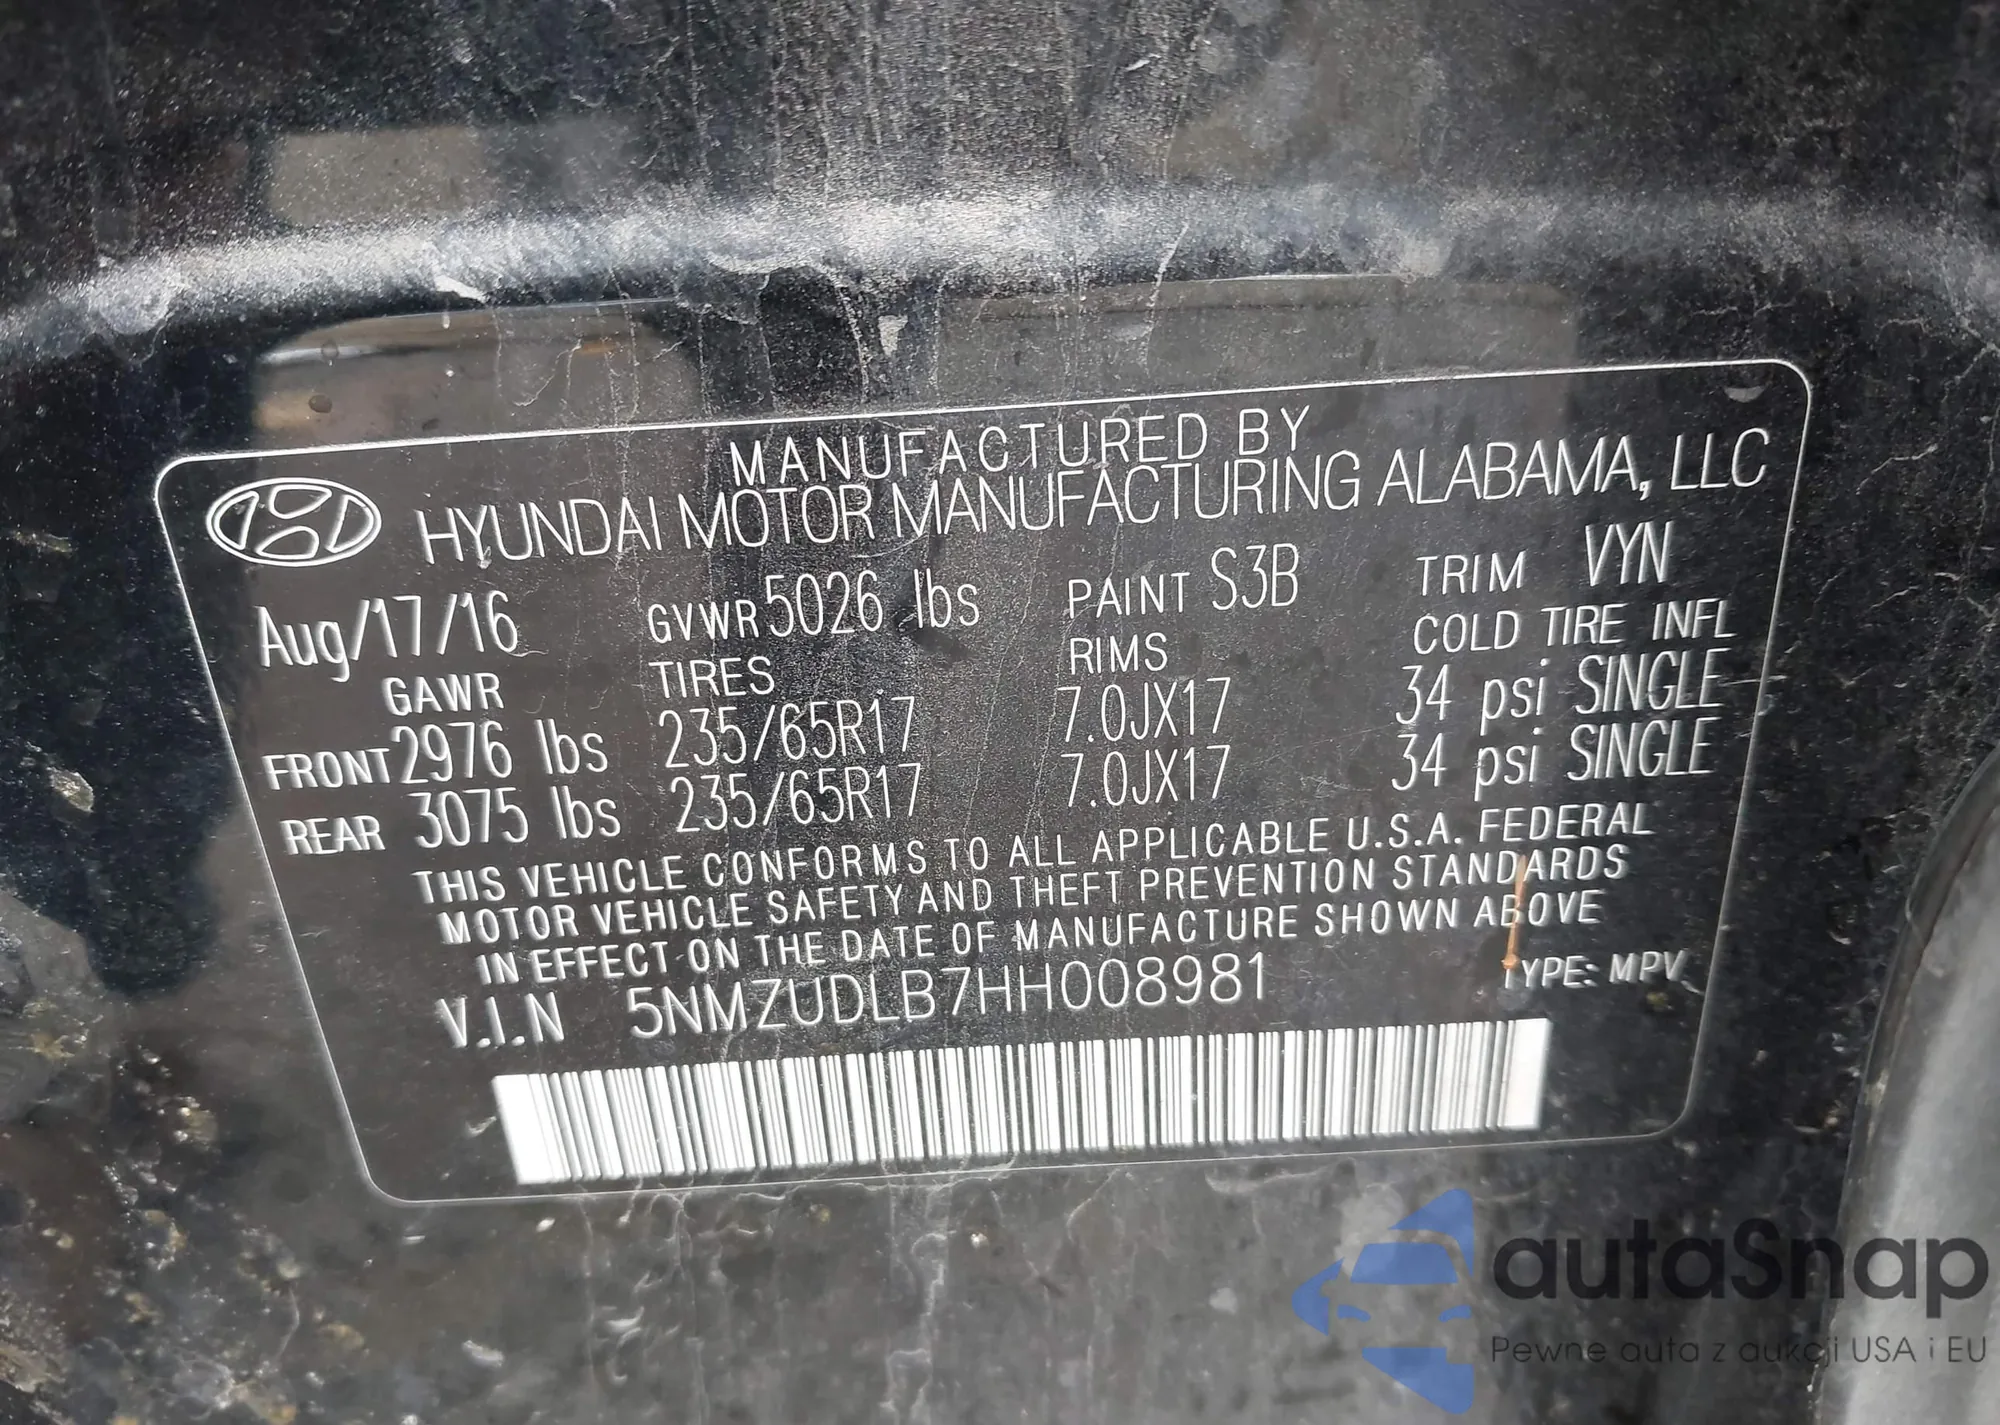 MANUFACTURED BY
HYUNDAI MOTOR MANUFACTURING ALABAMA, LLC
Aug/17/16 GVWR 5026 lbs PAINT S3B TRIM VYN
GAWR TIRES RIMS COLD TIRE INFL
FRONT 2976 lbs 235/65R17 7.0JX17 34 psi SINGLE
REAR 3075 lbs 235/65R17 7.0JX17 34 psi SINGLE
THIS VEHICLE CONFORMS TO ALL APPLICABLE U.S.A. FEDERAL
MOTOR VEHICLE SAFETY AND THEFT PREVENTION STANDARDS
IN EFFECT ON THE DATE OF MANUFACTURE SHOWN ABOVE
V.I.N 5NMZUDLB7HH008981 TYPE: MPV
autaSnap
Pewne auta z aukcji USA i EU